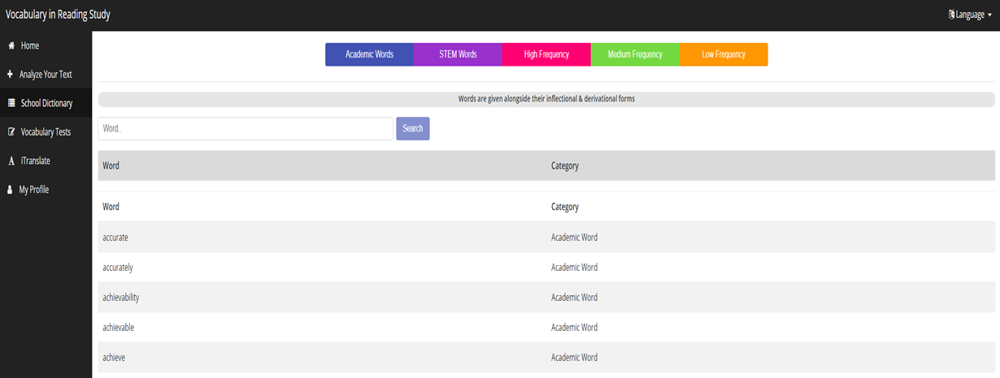 Vocabulary in Reading Study
Language
Home
Analyze Your Text
School Dictionary
Vocabulary Tests
iTranslate
My Profile
Academic Words STEM Words High Frequency Medium Frequency Low Frequency
Words are given alongside their inflectional & derivational forms
Word.. Search
Word Category
Word Category
accurate Academic Word
accurately Academic Word
achievability Academic Word
achievable Academic Word
achieve Academic Word